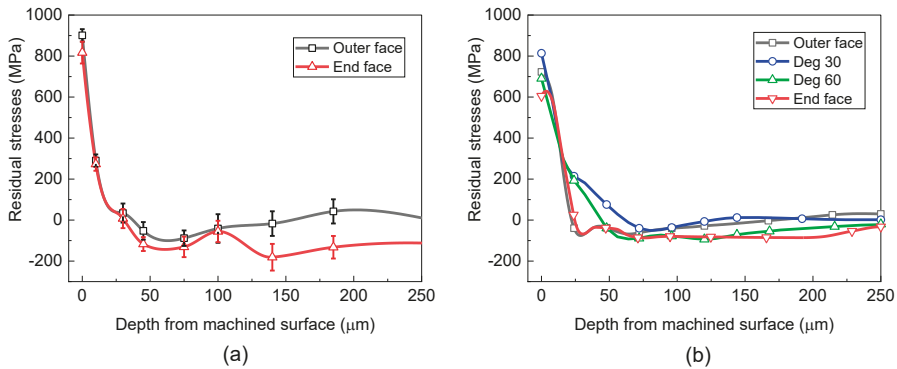 1000
800
600
400
200
0
-200
Residual stresses (MPa)
Outer face
End face
0 50 100 150 200 250
Depth from machined surface (μm)
(a)
1000
800
600
400
200
0
-200
Residual stresses (MPa)
Outer face
Deg 30
Deg 60
End face
0 50 100 150 200 250
Depth from machined surface (μm)
(b)